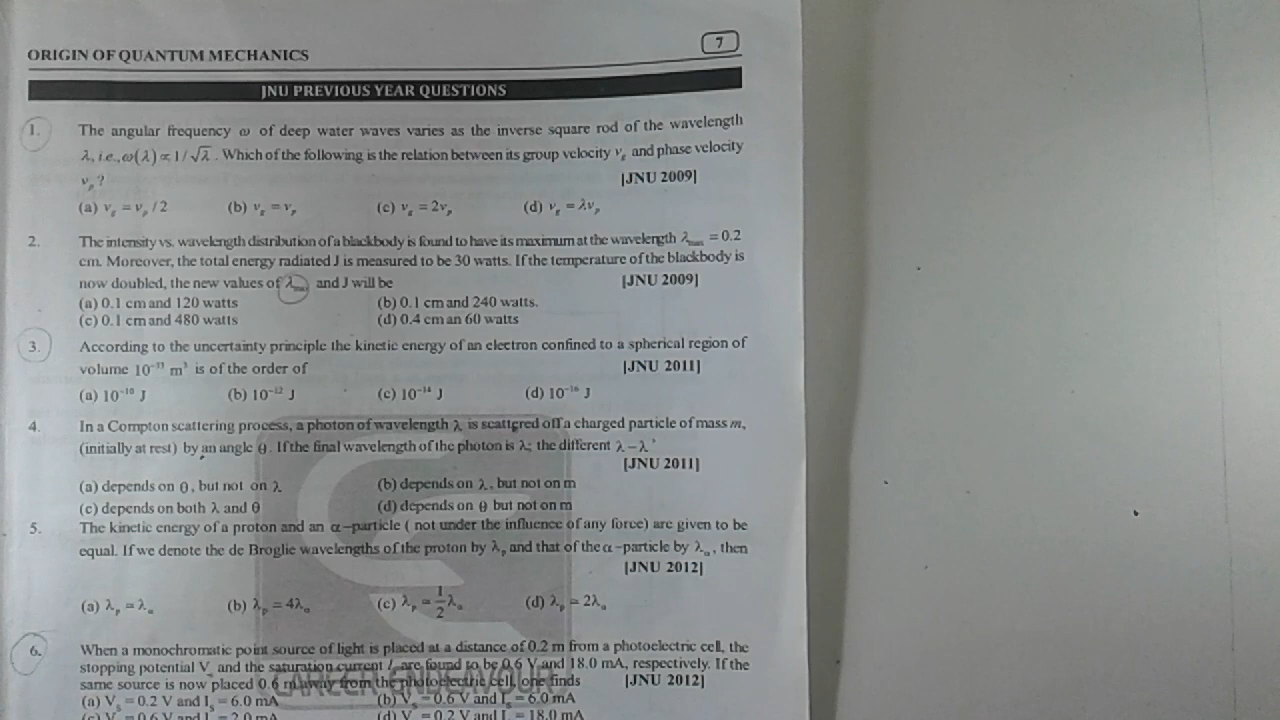 7
ORIGIN OF QUANTUM MECHANICS
JNU PREVIOUS YEAR QUESTIONS
1. The angular frequency ω of deep water waves varies as the inverse square rod of the wavelength
λ, i.e., ω(λ) ∝ 1/√λ . Which of the following is the relation between its group velocity v_g and phase velocity
v_p? [JNU 2009]
(a) v_g = v_p / 2 (b) v_g = v_p (c) v_g = 2v_p (d) v_g = λv_p
2. The intensity vs. wavelength distribution of a blackbody is found to have its maximum at the wavelength λ_max = 0.2
cm. Moreover, the total energy radiated J is measured to be 30 watts. If the temperature of the blackbody is
now doubled, the new values of λ_max and J will be [JNU 2009]
(a) 0.1 cm and 120 watts (b) 0.1 cm and 240 watts.
(c) 0.1 cm and 480 watts (d) 0.4 cm an 60 watts
3. According to the uncertainty principle the kinetic energy of an electron confined to a spherical region of
volume m³ is of the order of [JNU 2011]
(a) 10⁻¹⁰ J (b) 10⁻¹² J (c) 10⁻¹⁴ J (d) 10⁻¹⁶ J
4. In a Compton scattering process, a photon of wavelength λ is scattered off a charged particle of mass m,
(initially at rest) by an angle θ. If the final wavelength of the photon is λ; the different λ – λ'
[JNU 2011]
(a) depends on θ, but not on λ (b) depends on λ, but not on m
(c) depends on both λ and θ (d) depends on θ but not on m
5. The kinetic energy of a proton and an α–particle ( not under the influence of any force) are given to be
equal. If we denote the de Broglie wavelengths of the proton by λ_p and that of the α–particle by λ_α, then
[JNU 2012]
(a) λ_p = λ_α (b) λ_p = 4λ_α (c) λ_p = 1/2 λ_α (d) λ_p = 2λ_α
6. When a monochromatic point source of light is placed at a distance of 0.2 m from a photoelectric cell, the
stopping potential V_s and the saturation current I_s are found to be 0.6 V and 18.0 mA, respectively. If the
same source is now placed 0.6 m away from the photoelectric cell, one finds [JNU 2012]
CAREER ENDEAVOUR
(a) V_s = 0.2 V and I_s = 6.0 mA (b) V_s = 0.6 V and I_s = 6.0 mA
(c) V_s = 0.6 V and I_s = 2.0 mA (d) V_s = 0.2 V and I_s = 18.0 mA